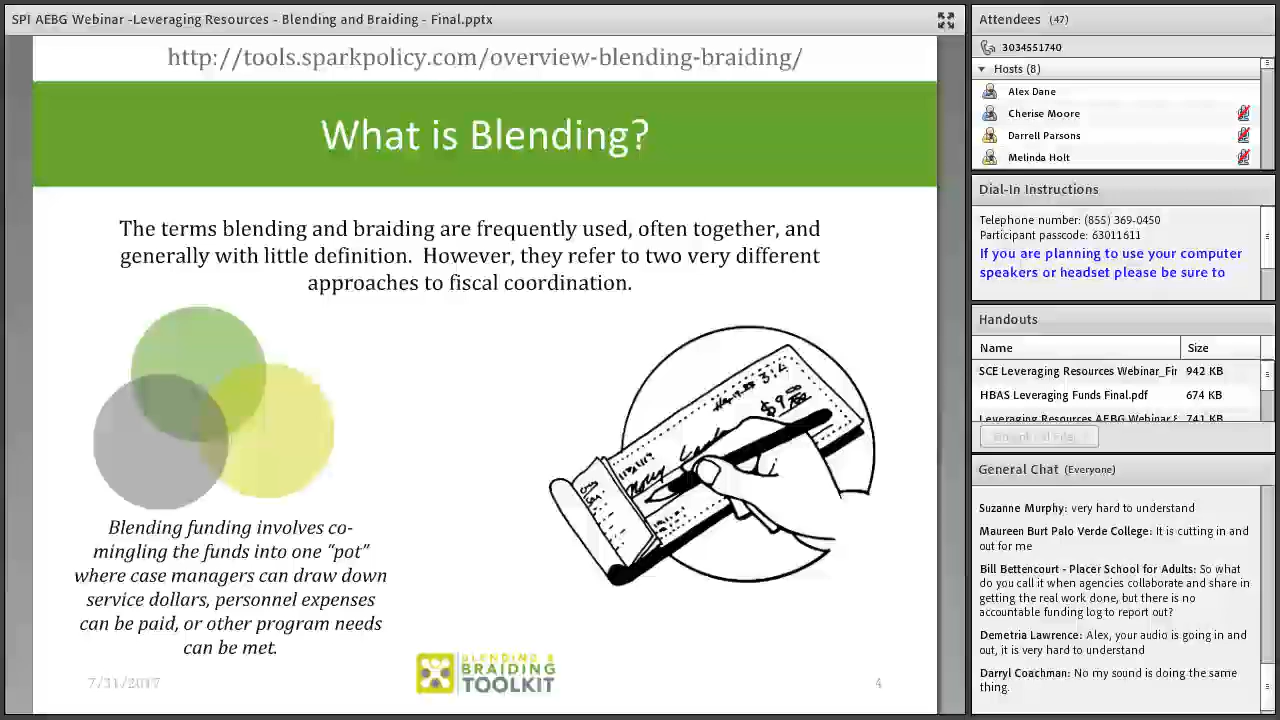 SPI AEBG Webinar -Leveraging Resources - Blending and Braiding - Final.pptx
http://tools.sparkpolicy.com/overview-blending-braiding/
What is Blending?
The terms blending and braiding are frequently used, often together, and
generally with little definition. However, they refer to two very different
approaches to fiscal coordination.
Blending funding involves co-
mingling the funds into one “pot”
where case managers can draw down
service dollars, personnel expenses
can be paid, or other program needs
can be met.
314
$9
7/31/2017
BLENDING &
BRAIDING
TOOLKIT
4
Attendees (47)
3034551740
Hosts (8)
Alex Dane
Cherise Moore
Darrell Parsons
Melinda Holt
Dial-In Instructions
Telephone number: (855) 369-0450
Participant passcode: 63011611
If you are planning to use your computer
speakers or headset please be sure to
Handouts
Name Size
SCE Leveraging Resources Webinar_Fir 942 KB
HBAS Leveraging Funds Final.pdf 674 KB
Leveraging Resources AEBG Webinar 8 741 KB
General Chat (Everyone)
Suzanne Murphy: very hard to understand
Maureen Burt Palo Verde College: It is cutting in and
out for me
Bill Bettencourt - Placer School for Adults: So what
do you call it when agencies collaborate and share in
getting the real work done, but there is no
accountable funding log to report out?
Demetria Lawrence: Alex, your audio is going in and
out, it is very hard to understand
Darryl Coachman: No my sound is doing the same
thing.